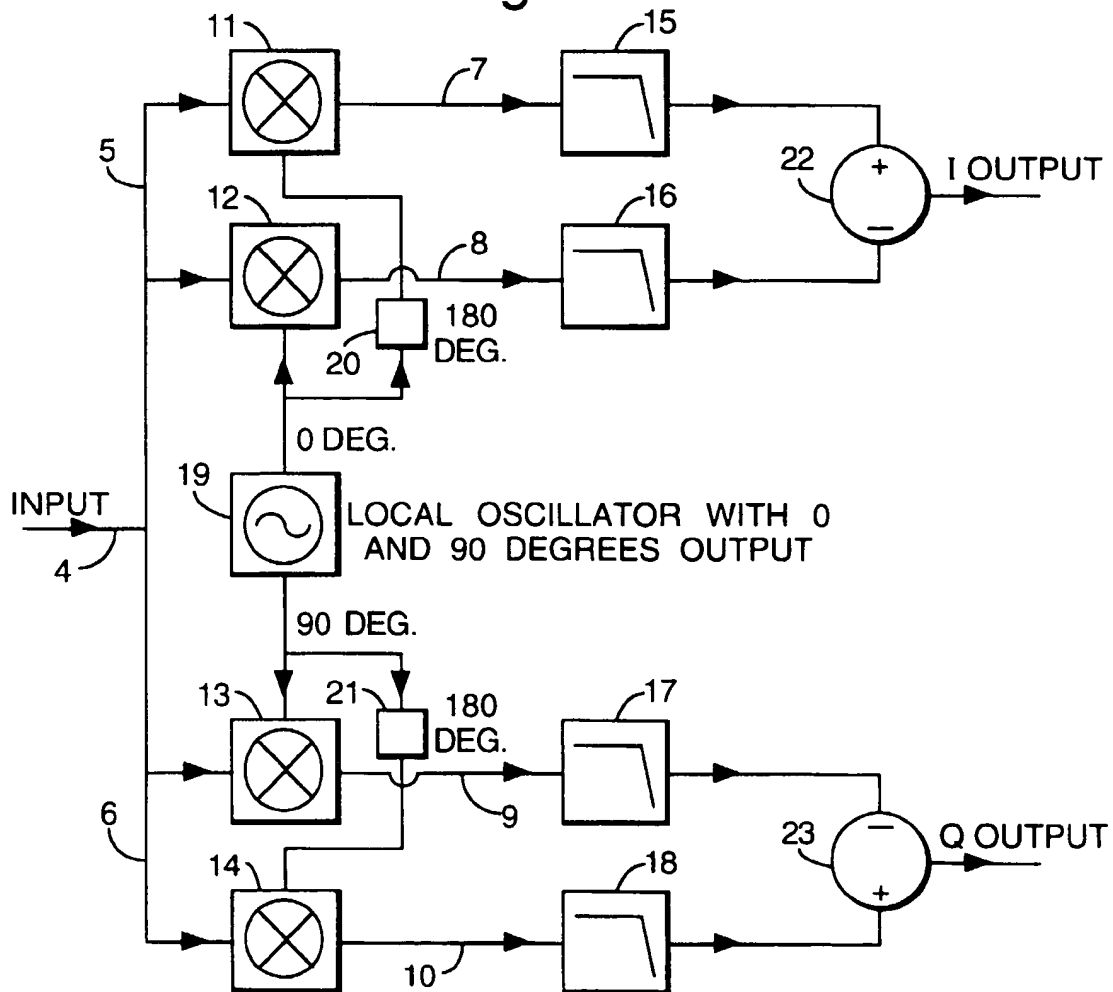 11
15
7
5
+
22
I OUTPUT
−
12
16
8
180
DEG.
20
0 DEG.
19
INPUT
LOCAL OSCILLATOR WITH 0
AND 90 DEGREES OUTPUT
4
90 DEG.
13
21
180
DEG.
17
9
−
23
Q OUTPUT
+
6
14
18
10